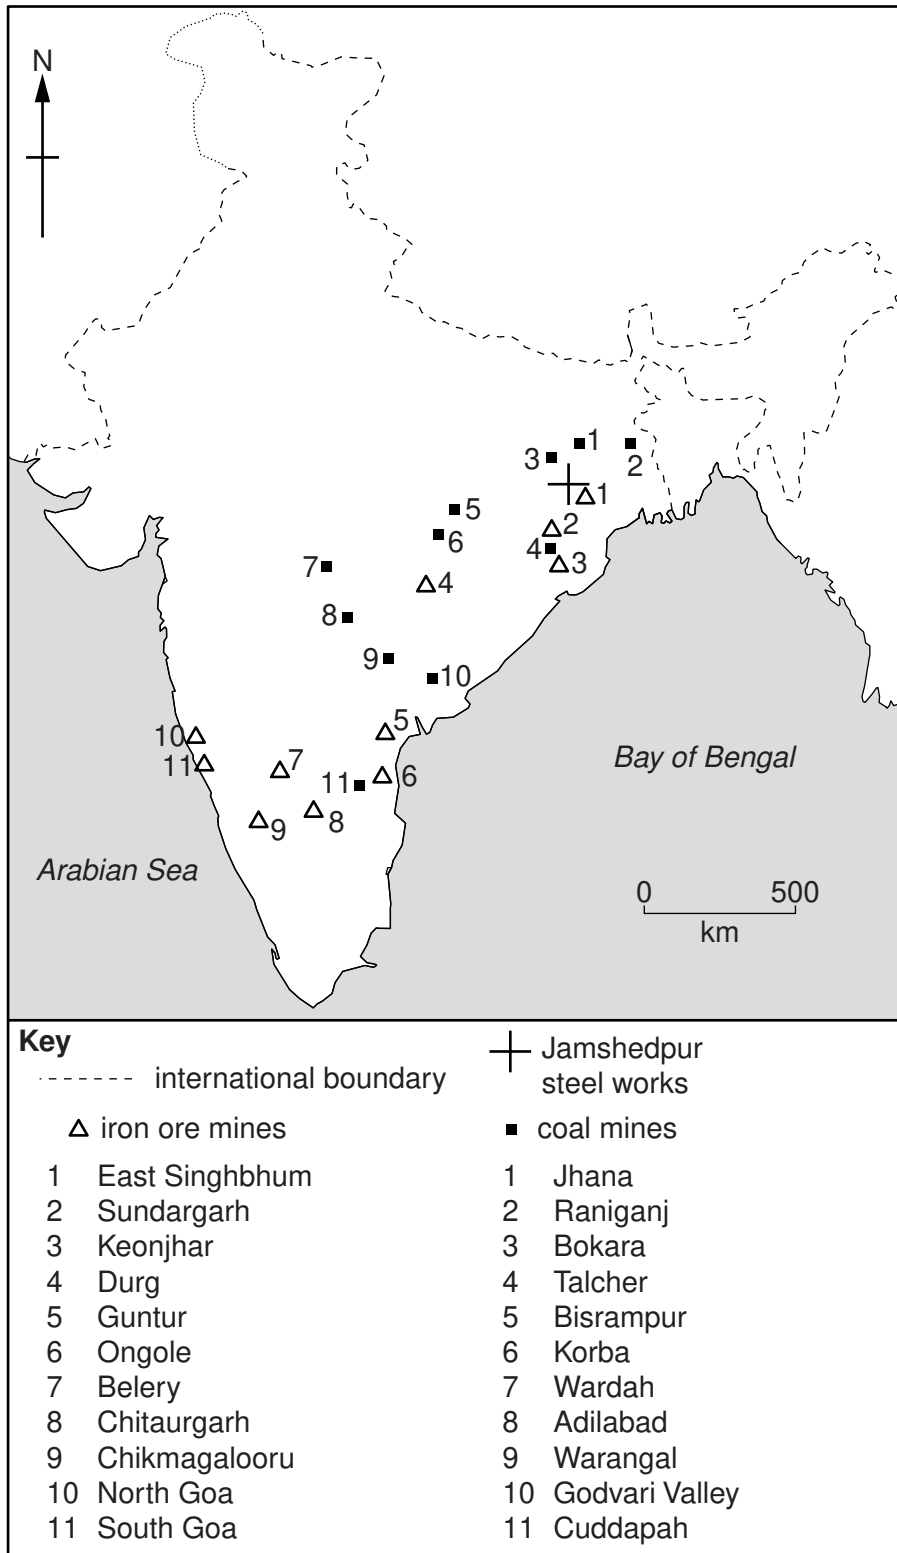 N
1
3
2
1
5
2
6
4
7
3
4
8
9
10
5
10
Bay of Bengal
11
7
11
6
8
9
Arabian Sea
0 500
km
Key
international boundary
Jamshedpur
steel works
iron ore mines
coal mines
1 East Singhbhum
2 Sundargarh
3 Keonjhar
4 Durg
5 Guntur
6 Ongole
7 Belery
8 Chitaurgarh
9 Chikmagalooru
10 North Goa
11 South Goa
1 Jhana
2 Raniganj
3 Bokara
4 Talcher
5 Bisrampur
6 Korba
7 Wardah
8 Adilabad
9 Warangal
10 Godvari Valley
11 Cuddapah